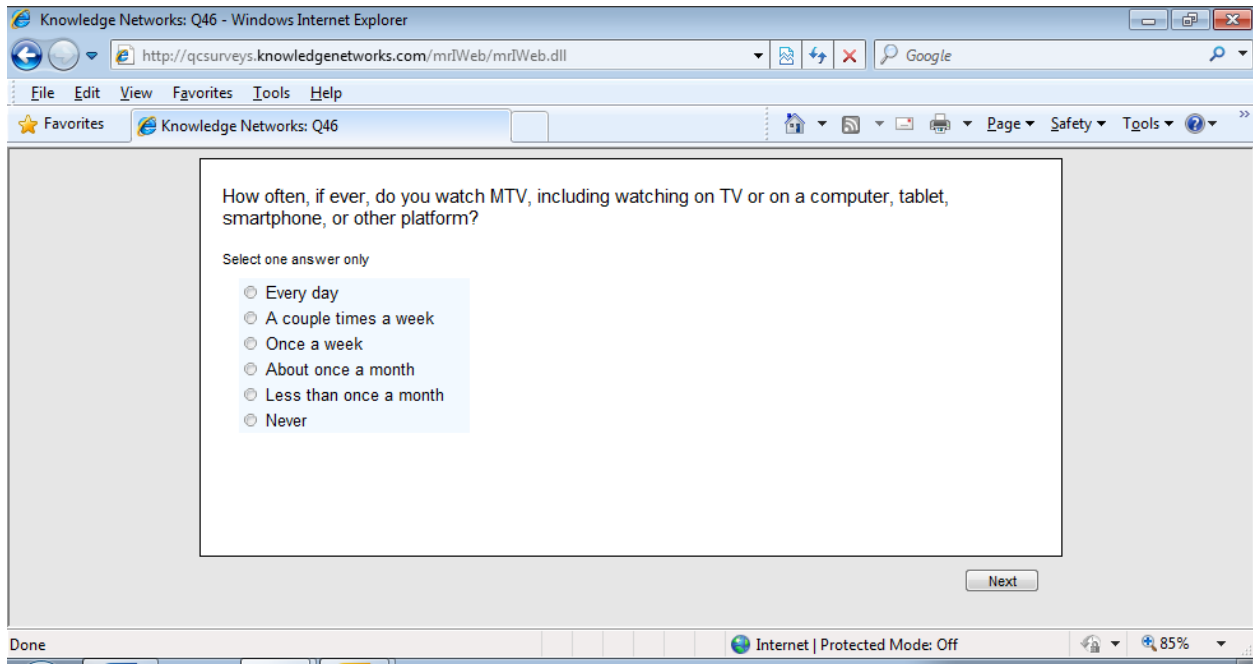 Knowledge Networks: Q46 - Windows Internet Explorer
http://qcsurveys.knowledgenetworks.com/mrIWeb/mrIWeb.dll
Google
File Edit View Favorites Tools Help
Favorites Knowledge Networks: Q46 Page Safety Tools
How often, if ever, do you watch MTV, including watching on TV or on a computer, tablet,
smartphone, or other platform?
Select one answer only
Every day
A couple times a week
Once a week
About once a month
Less than once a month
Never
Next
Done Internet | Protected Mode: Off 85%